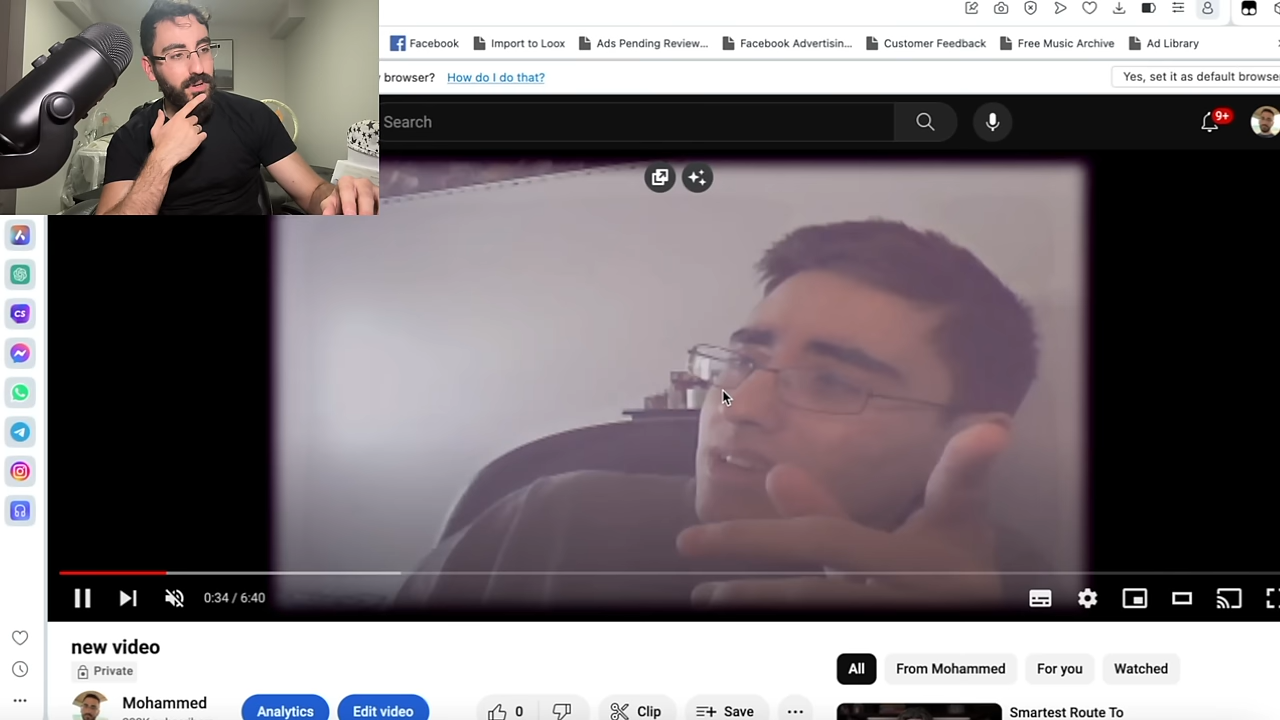 Facebook
Import to Loox
Ads Pending Review...
Facebook Advertisin...
Customer Feedback
Free Music Archive
Ad Library
browser?
How do I do that?
Yes, set it as default browse
Search
9+
CS
0:34 / 6:40
new video
Private
All
From Mohammed
For you
Watched
Mohammed
Analytics
Edit video
0
Clip
Save
Smartest Route To